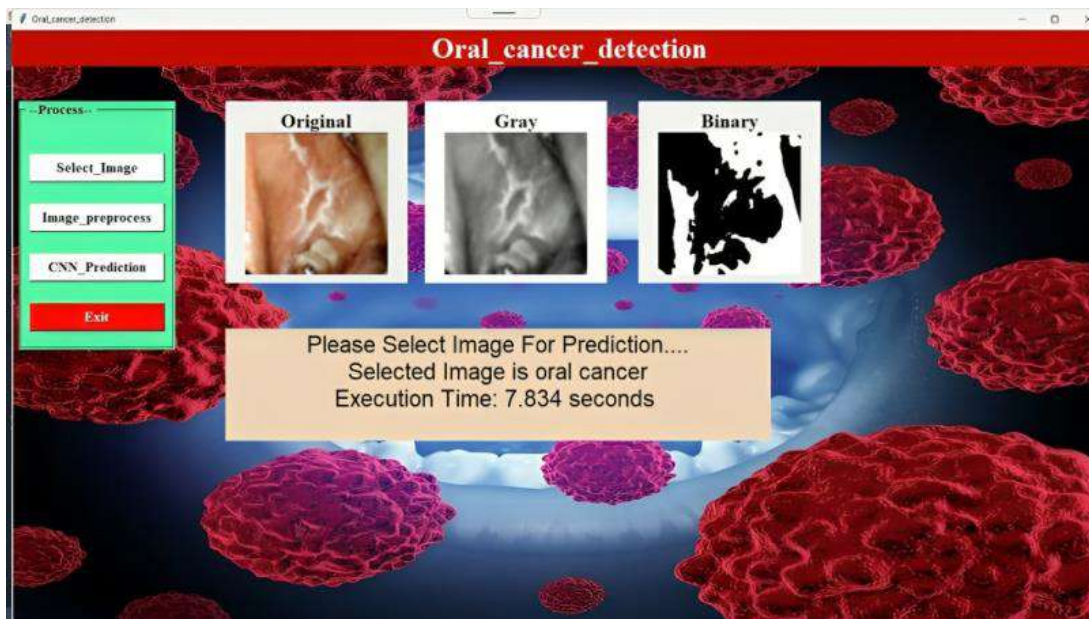 Oral_cancer_detection
Oral_cancer_detection
--Process--
Select_Image
Image_preprocess
CNN_Prediction
Exit
Original
Gray
Binary
Please Select Image For Prediction....
Selected Image is oral cancer
Execution Time: 7.834 seconds